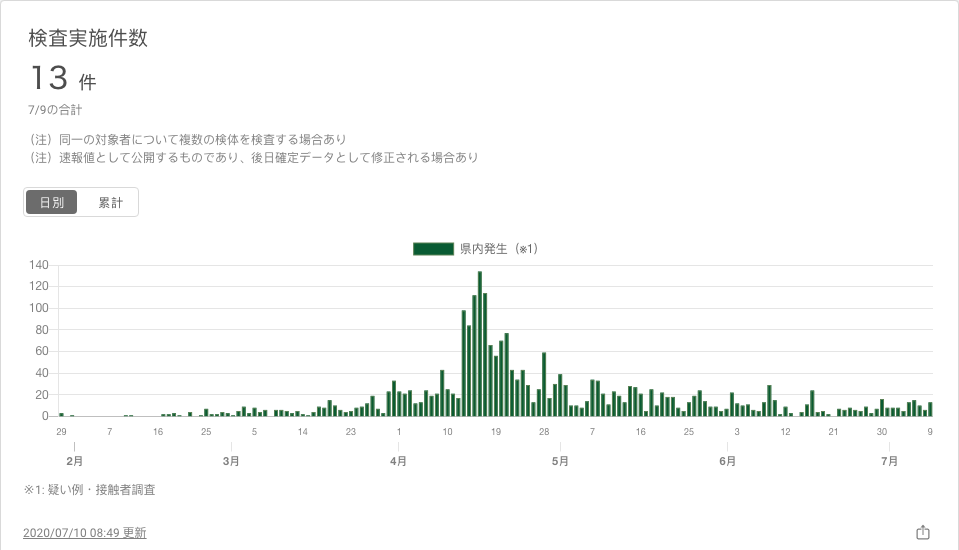 検査実施件数
13 件
7/9の合計
（注）同一の対象者について複数の検体を検査する場合あり
（注）速報値として公開するものであり、後日確定データとして修正される場合あり
日別 累計
県内発生（※1）
140
120
100
80
60
40
20
0
29 7 16 25 5 14 23 1 10 19 28 7 16 25 3 12 21 30 9
2月 3月 4月 5月 6月 7月
※1: 疑い例・接触者調査
2020/07/10 08:49 更新